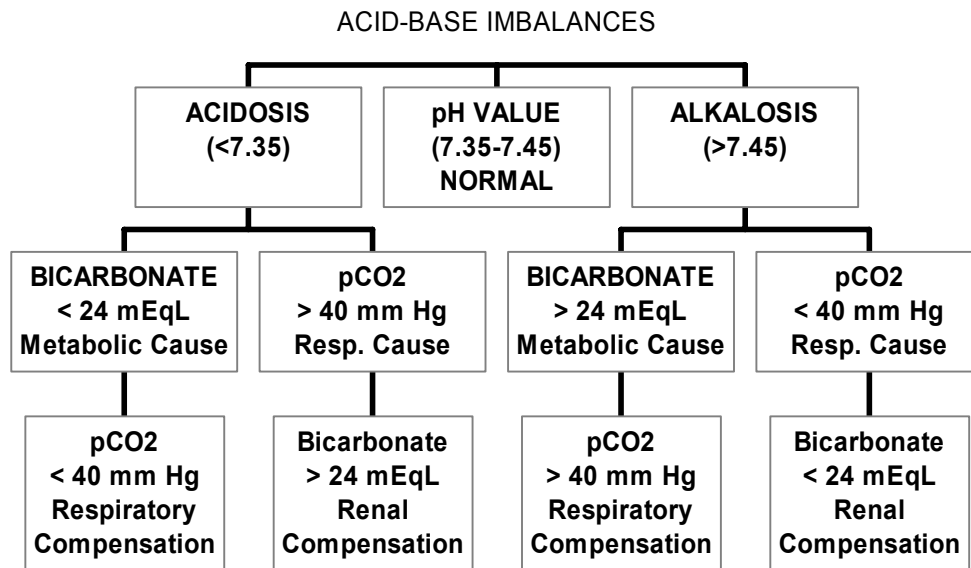 ACID-BASE IMBALANCES
ACIDOSIS
(<7.35)
pH VALUE
(7.35-7.45)
NORMAL
ALKALOSIS
(>7.45)
BICARBONATE
< 24 mEqL
Metabolic Cause
pCO2
> 40 mm Hg
Resp. Cause
BICARBONATE
> 24 mEqL
Metabolic Cause
pCO2
< 40 mm Hg
Resp. Cause
pCO2
< 40 mm Hg
Respiratory
Compensation
Bicarbonate
> 24 mEqL
Renal
Compensation
pCO2
> 40 mm Hg
Respiratory
Compensation
Bicarbonate
< 24 mEqL
Renal
Compensation